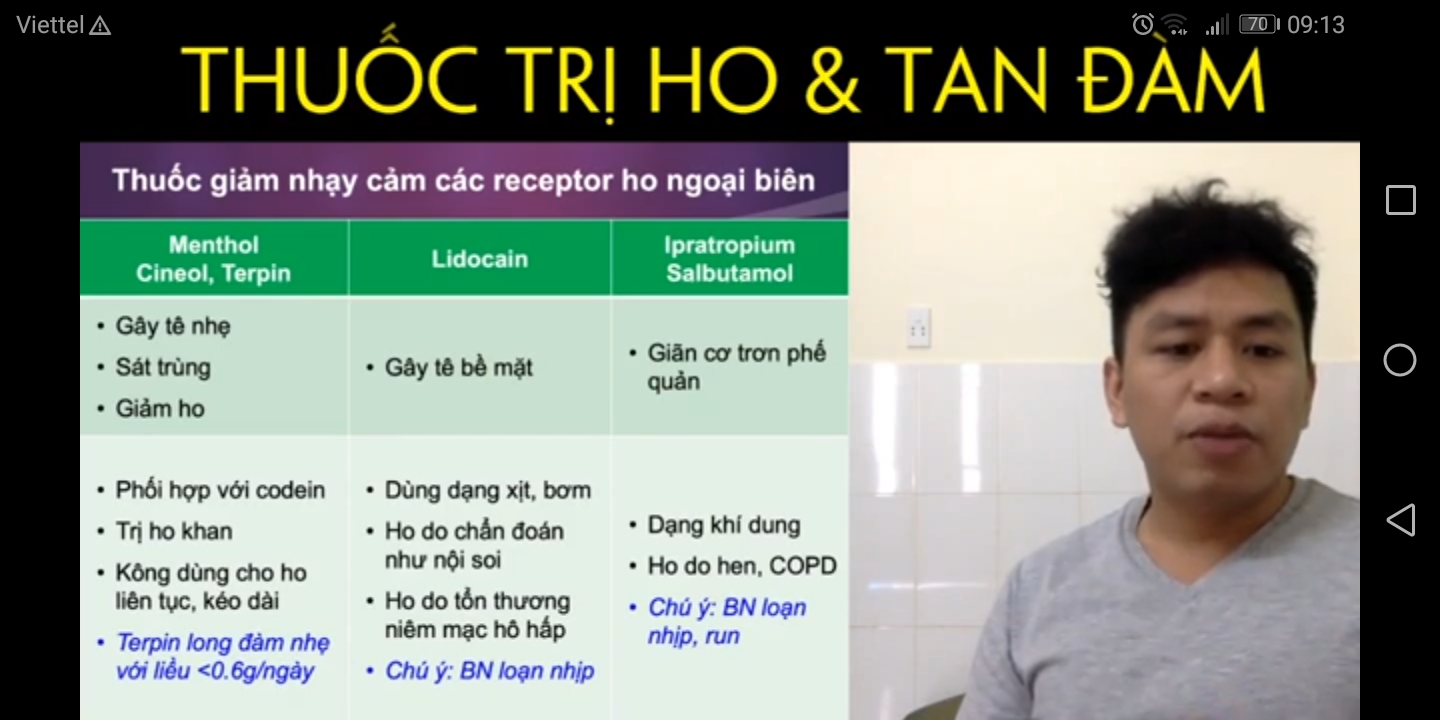 Viettel
70
09:13
THUỐC TRỊ HO & TAN ĐÀM
Thuốc giảm nhạy cảm các receptor ho ngoại biên
Menthol
Cineol, Terpin
Lidocain
Ipratropium
Salbutamol
• Gây tê nhẹ
• Sát trùng
• Giảm ho
• Gây tê bề mặt
• Giãn cơ trơn phế
quản
• Phối hợp với codein
• Trị ho khan
• Kông dùng cho ho
liên tục, kéo dài
• Terpin long đàm nhẹ
với liều <0.6g/ngày
• Dùng dạng xịt, bơm
• Ho do chẩn đoán
như nội soi
• Ho do tổn thương
niêm mạc hô hấp
• Chú ý: BN loạn nhịp
• Dạng khí dung
• Ho do hen, COPD
• Chú ý: BN loạn
nhịp, run